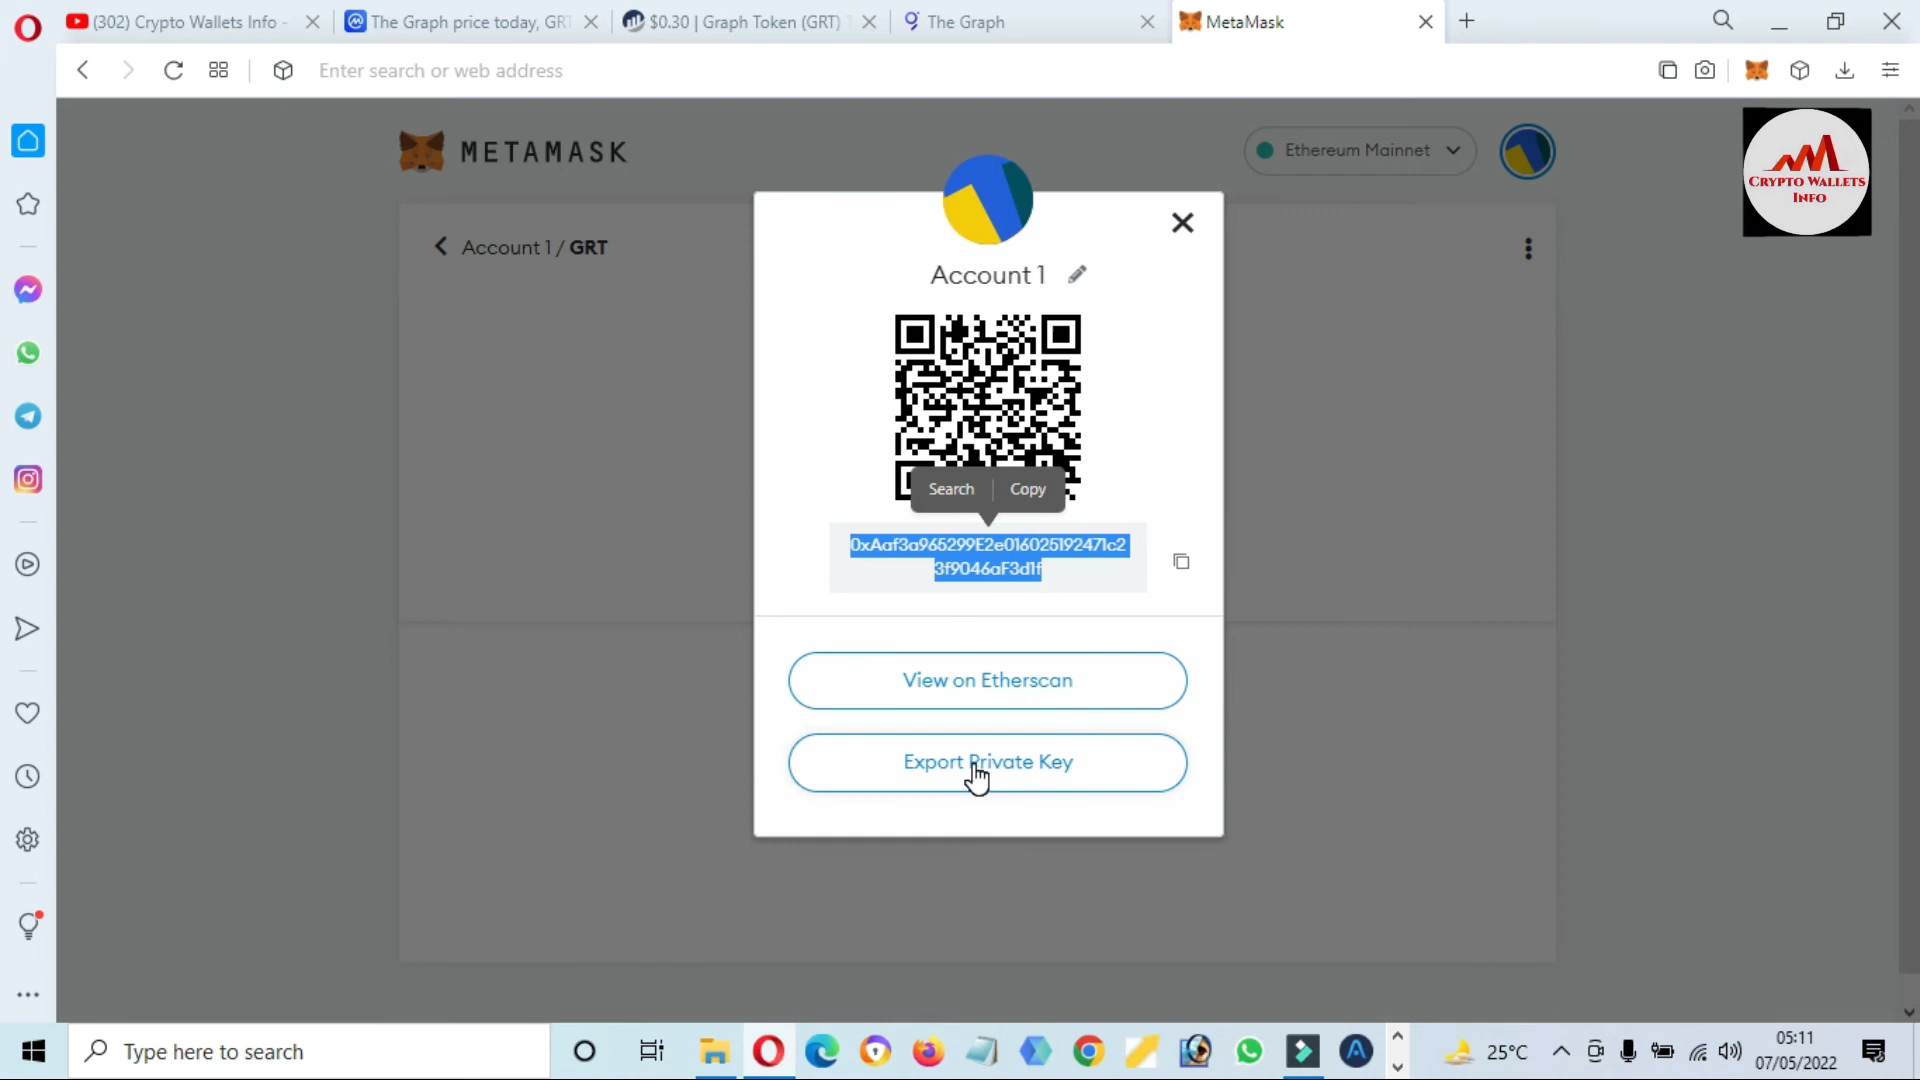 (302) Crypto Wallets Info -
The Graph price today, GRT
$0.30 | Graph Token (GRT) T
The Graph
MetaMask
Enter search or web address
METAMASK
Ethereum Mainnet
CRYPTO WALLETS
INFO
Account 1 / GRT
Account 1
Search
Copy
0xAaf3a965299E2e016025192471c2
3f9046aF3d1f
View on Etherscan
Export Private Key
Type here to search
25°C
05:11
07/05/2022